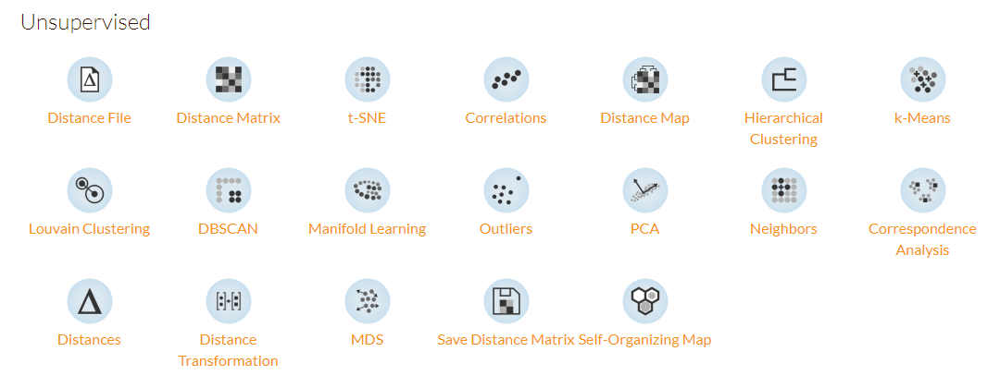 Unsupervised
Distance File
Distance Matrix
t-SNE
Correlations
Distance Map
Hierarchical
Clustering
k-Means
Louvain Clustering
DBSCAN
Manifold Learning
Outliers
PCA
Neighbors
Correspondence
Analysis
Distances
Distance
Transformation
MDS
Save Distance Matrix
Self-Organizing Map